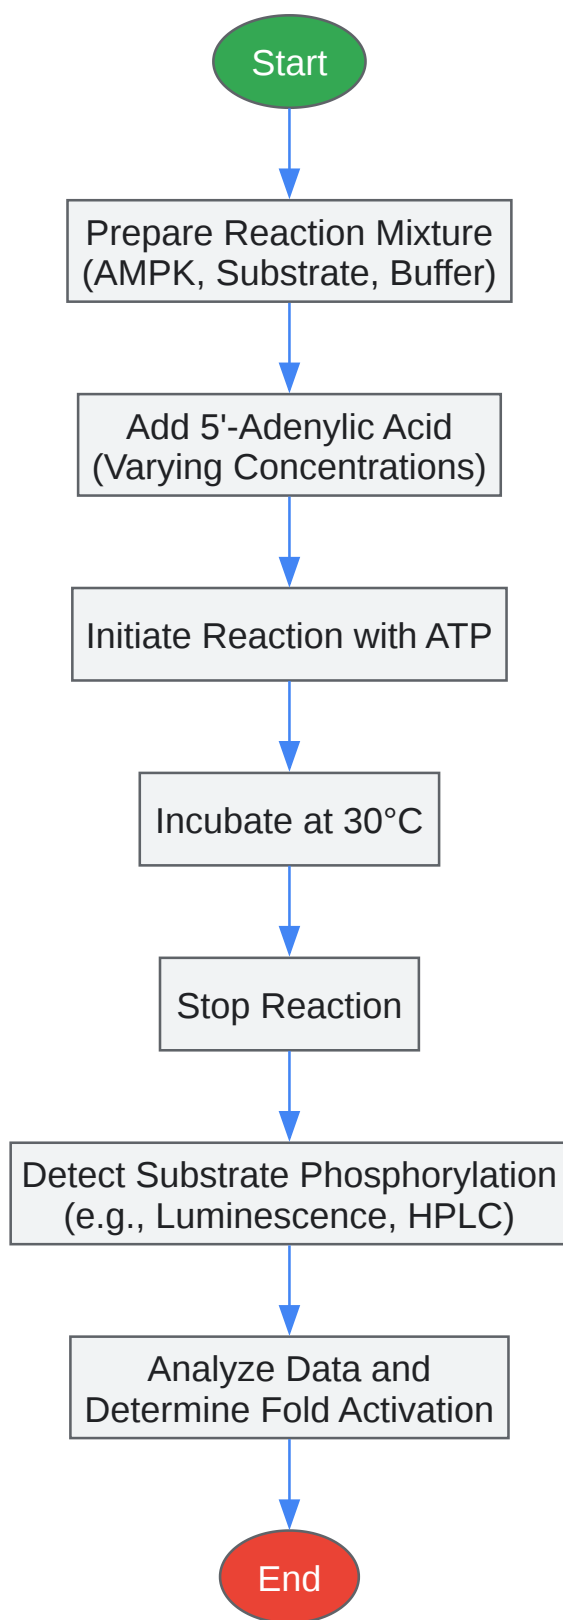 Start
Prepare Reaction Mixture
(AMPK, Substrate, Buffer)
Add 5'-Adenylic Acid
(Varying Concentrations)
Initiate Reaction with ATP
Incubate at 30°C
Stop Reaction
Detect Substrate Phosphorylation
(e.g., Luminescence, HPLC)
Analyze Data and
Determine Fold Activation
End